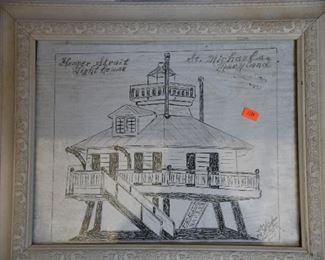 Hooper Strait
Light house
St. Michaels
Maryland